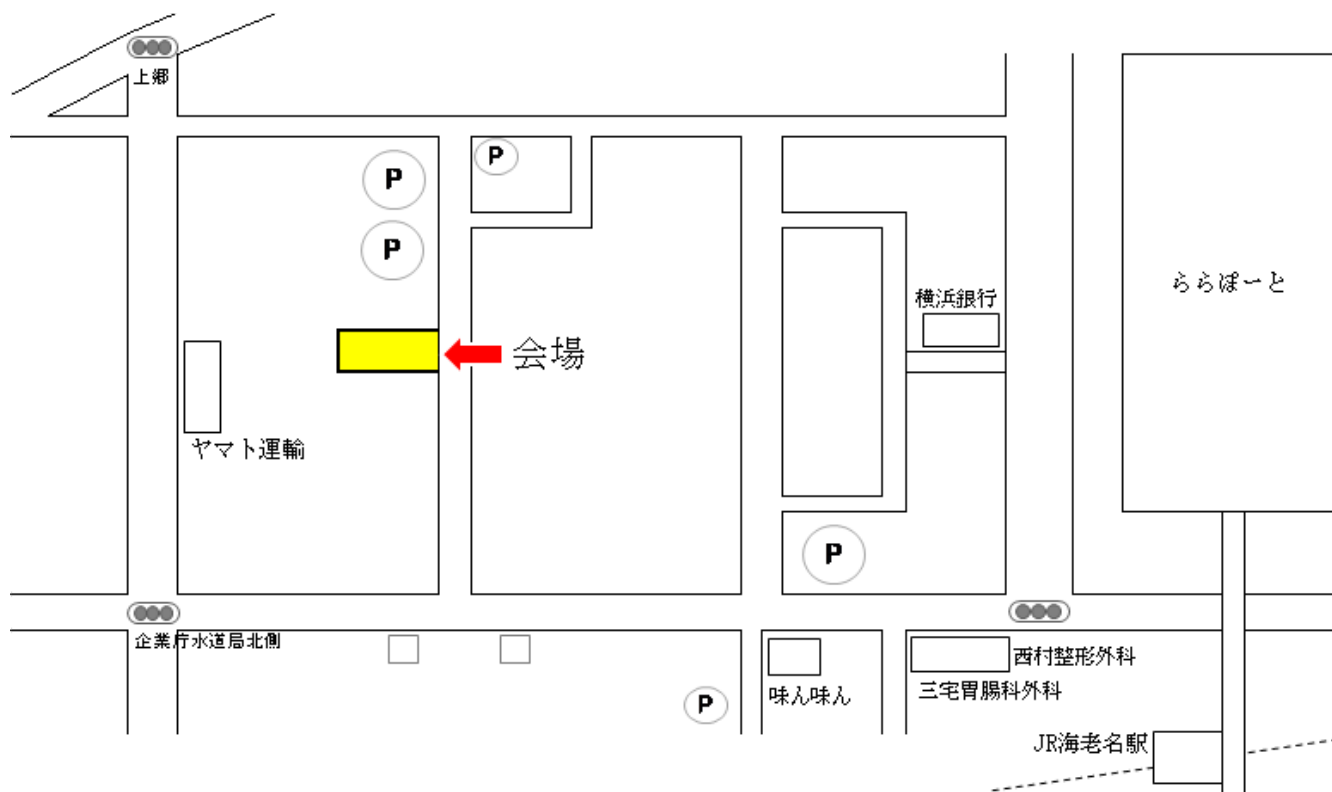 上郷
P
P
P
ららぽーと
横浜銀行
会場
ヤマト運輸
P
企業庁水道局北側
西村整形外科
三宅胃腸科外科
味ん味ん
P
JR海老名駅